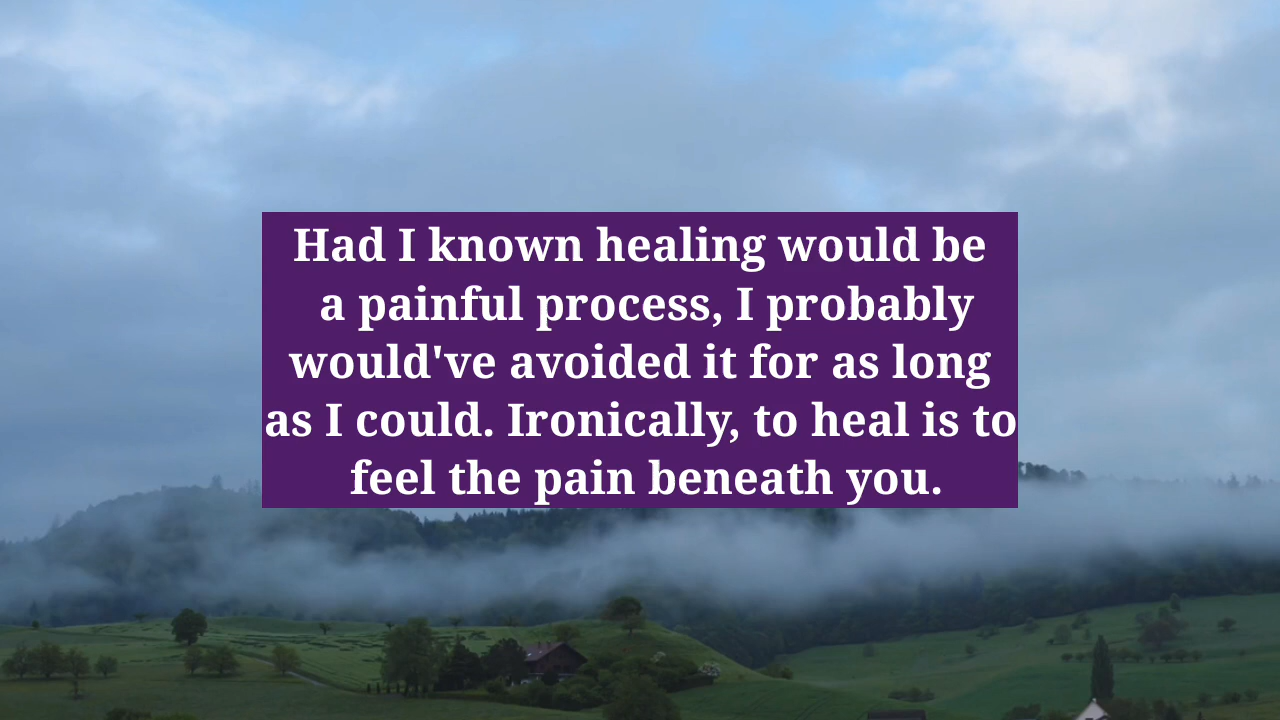 Had I known healing would be
a painful process, I probably
would've avoided it for as long
as I could. Ironically, to heal is to
feel the pain beneath you.